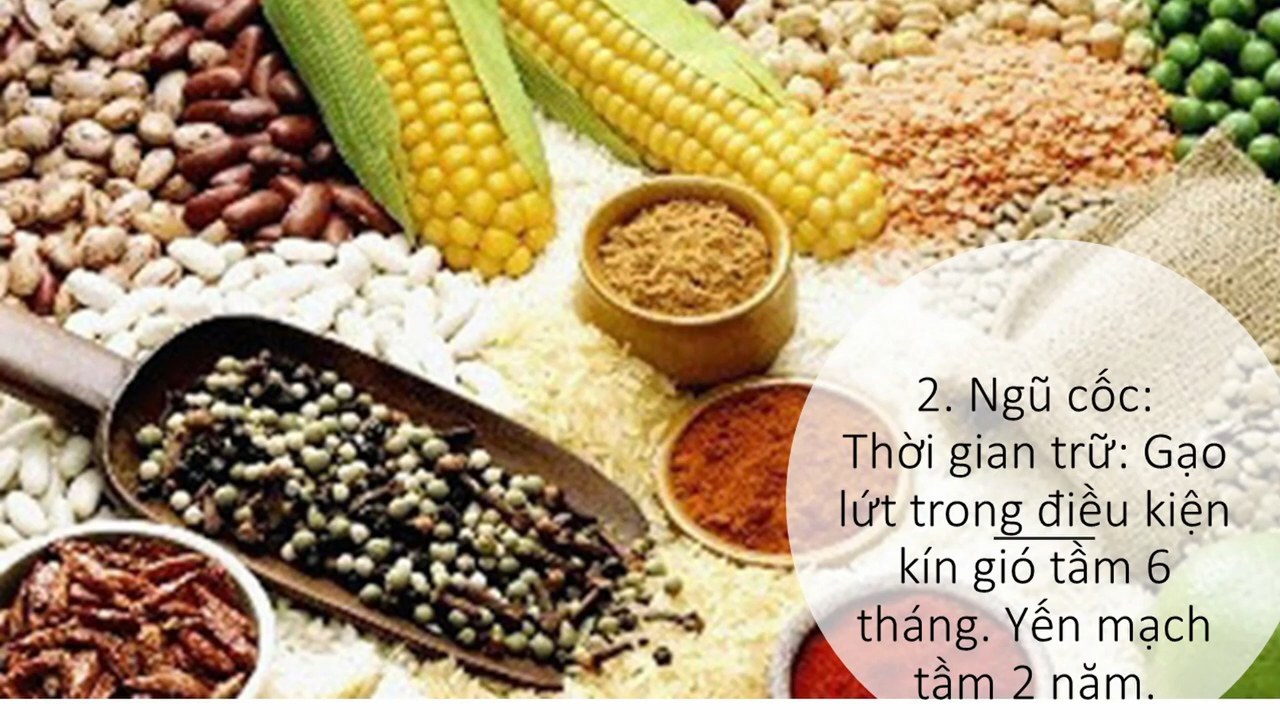 2. Ngũ cốc:
Thời gian trữ: Gạo
lứt trong điều kiện
kín gió tầm 6
tháng. Yến mạch
tầm 2 năm.